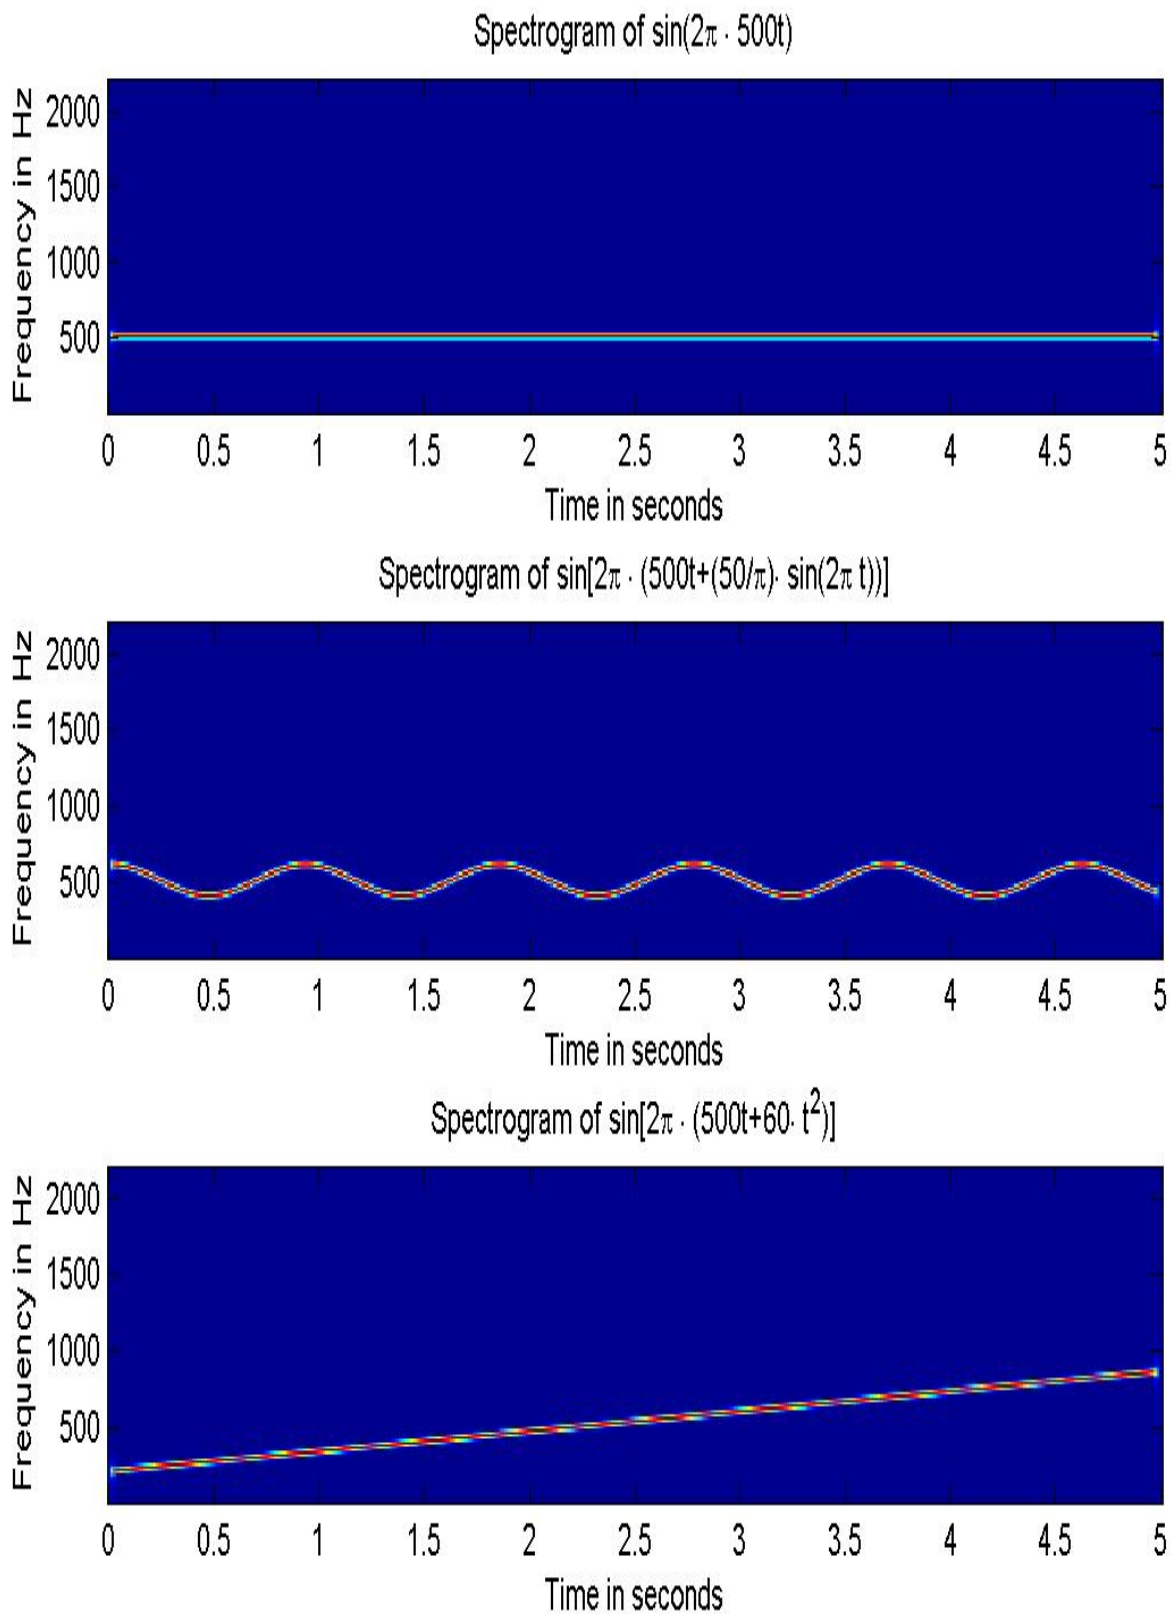 Spectrogram of sin(2π · 500t)
Frequency in Hz
2000
1500
1000
500
0 0.5 1 1.5 2 2.5 3 3.5 4 4.5 5
Time in seconds
Spectrogram of sin[2π · (500t+(50/π)· sin(2π t))]
Frequency in Hz
2000
1500
1000
500
0 0.5 1 1.5 2 2.5 3 3.5 4 4.5 5
Time in seconds
Spectrogram of sin[2π · (500t+60· t²)]
Frequency in Hz
2000
1500
1000
500
0 0.5 1 1.5 2 2.5 3 3.5 4 4.5 5
Time in seconds